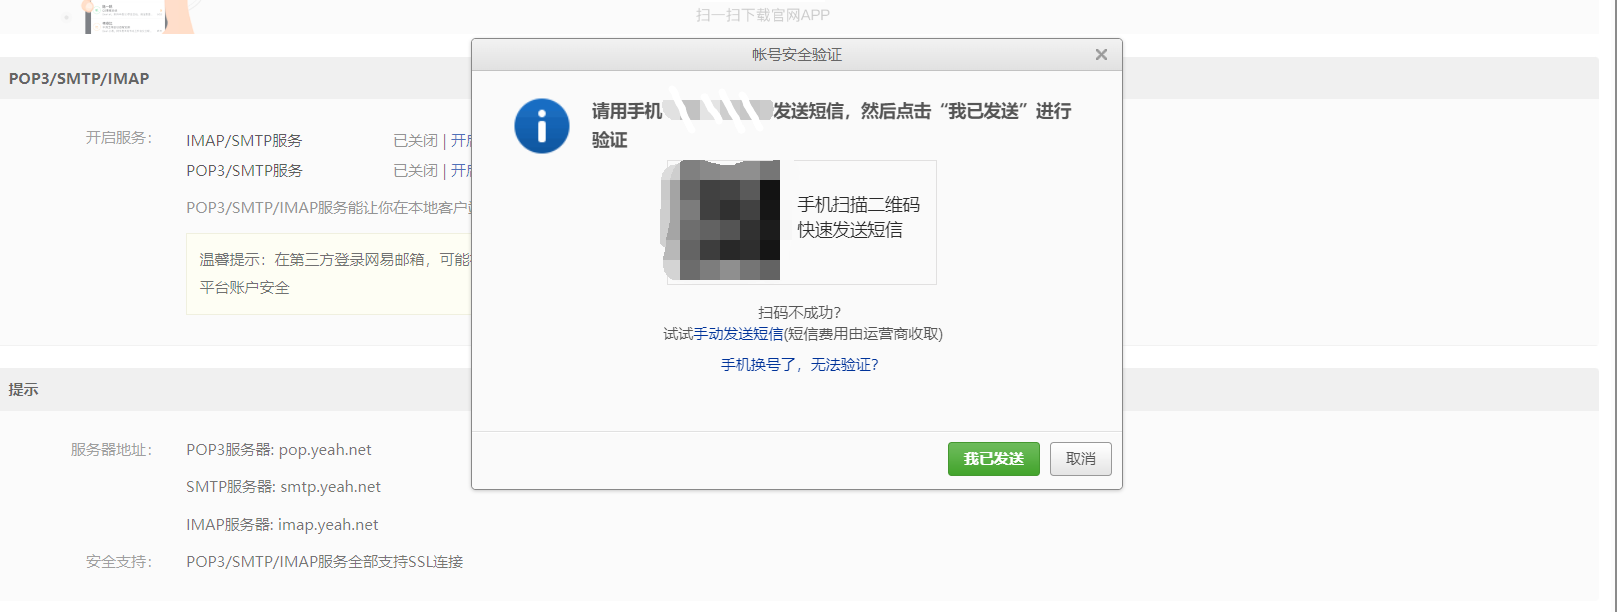 扫一扫下载官网APP
帐号安全验证
POP3/SMTP/IMAP
请用手机
发送短信，然后点击“我已发送”进行
验证
开启服务：
IMAP/SMTP服务
已关闭 | 开
POP3/SMTP服务
已关闭 | 开
POP3/SMTP/IMAP服务能让你在本地客户
手机扫描二维码
快速发送短信
温馨提示：在第三方登录网易邮箱，可能
平台账户安全
扫码不成功？
试试手动发送短信(短信费用由运营商收取)
手机换号了，无法验证？
提示
我已发送
取消
服务器地址：
POP3服务器: pop.yeah.net
SMTP服务器: smtp.yeah.net
IMAP服务器: imap.yeah.net
安全支持：
POP3/SMTP/IMAP服务全部支持SSL连接